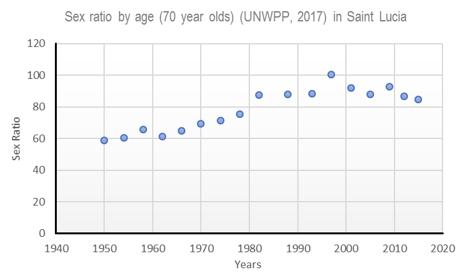 Sex ratio by age (70 year olds) (UNWPP, 2017) in Saint Lucia
120
100
80
60
40
20
0
Sex Ratio
1940 1950 1960 1970 1980 1990 2000 2010 2020
Years